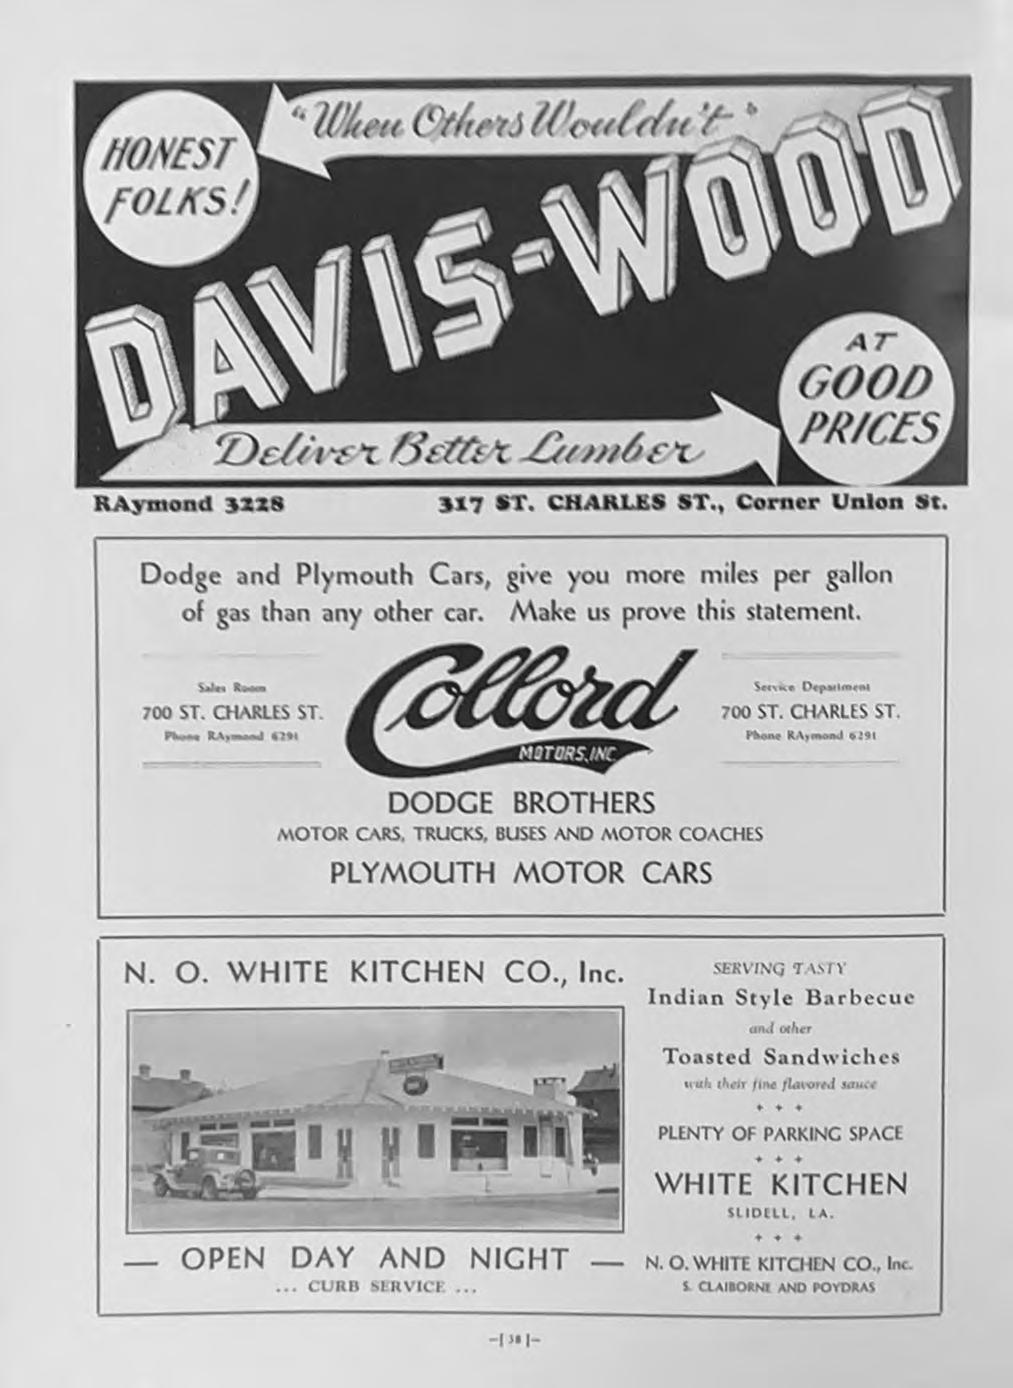 HONEST
FOLKS!
"When Others Wouldn't"
DAVIS-WOOD
Deliver Better Lumber
AT
GOOD
PRICES
RAymond 3228 317 ST. CHARLES ST., Corner Union St.
Dodge and Plymouth Cars, give you more miles per gallon
of gas than any other car. Make us prove this statement.
Sales Room
700 ST. CHARLES ST.
Phone RAymond 6291
Collord
MOTORS, INC.
Service Department
700 ST. CHARLES ST.
Phone RAymond 6291
DODGE BROTHERS
MOTOR CARS, TRUCKS, BUSES AND MOTOR COACHES
PLYMOUTH MOTOR CARS
N. O. WHITE KITCHEN CO., Inc.
— OPEN DAY AND NIGHT —
... CURB SERVICE ...
SERVING TASTY
Indian Style Barbecue
and other
Toasted Sandwiches
with their fine flavored sauce
PLENTY OF PARKING SPACE
WHITE KITCHEN
SLIDELL, LA.
N. O. WHITE KITCHEN CO., Inc.
S. CLAIBORNE AND POYDRAS
—[ 38 ]—